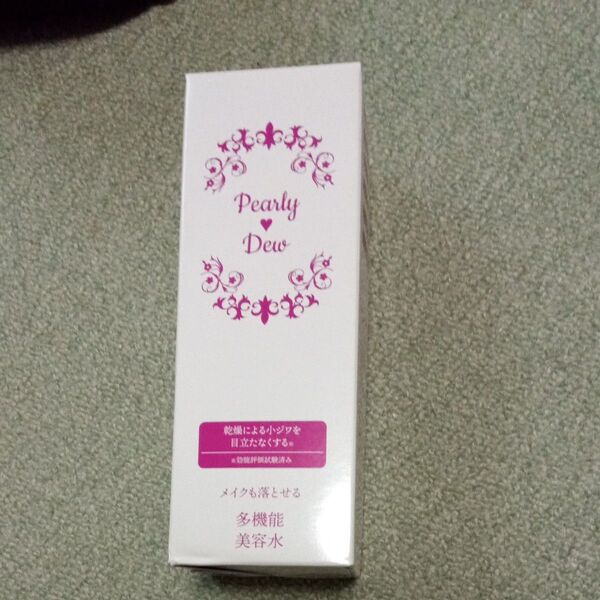 Pearly
♥
Dew
乾燥による小ジワを
目立たなくする※
※効能評価試験済み
メイクも落とせる
多機能
美容水